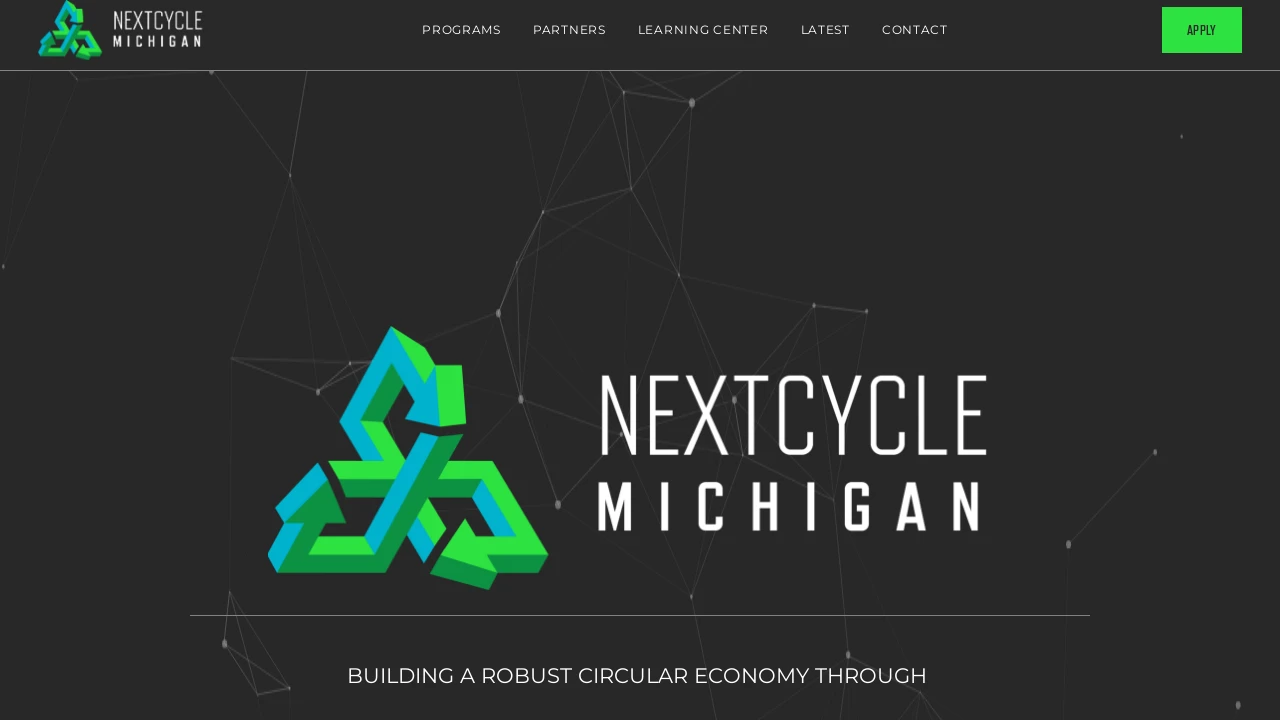 NEXTCYCLE
MICHIGAN
PROGRAMS PARTNERS LEARNING CENTER LATEST CONTACT
APPLY
NEXTCYCLE
MICHIGAN
BUILDING A ROBUST CIRCULAR ECONOMY THROUGH